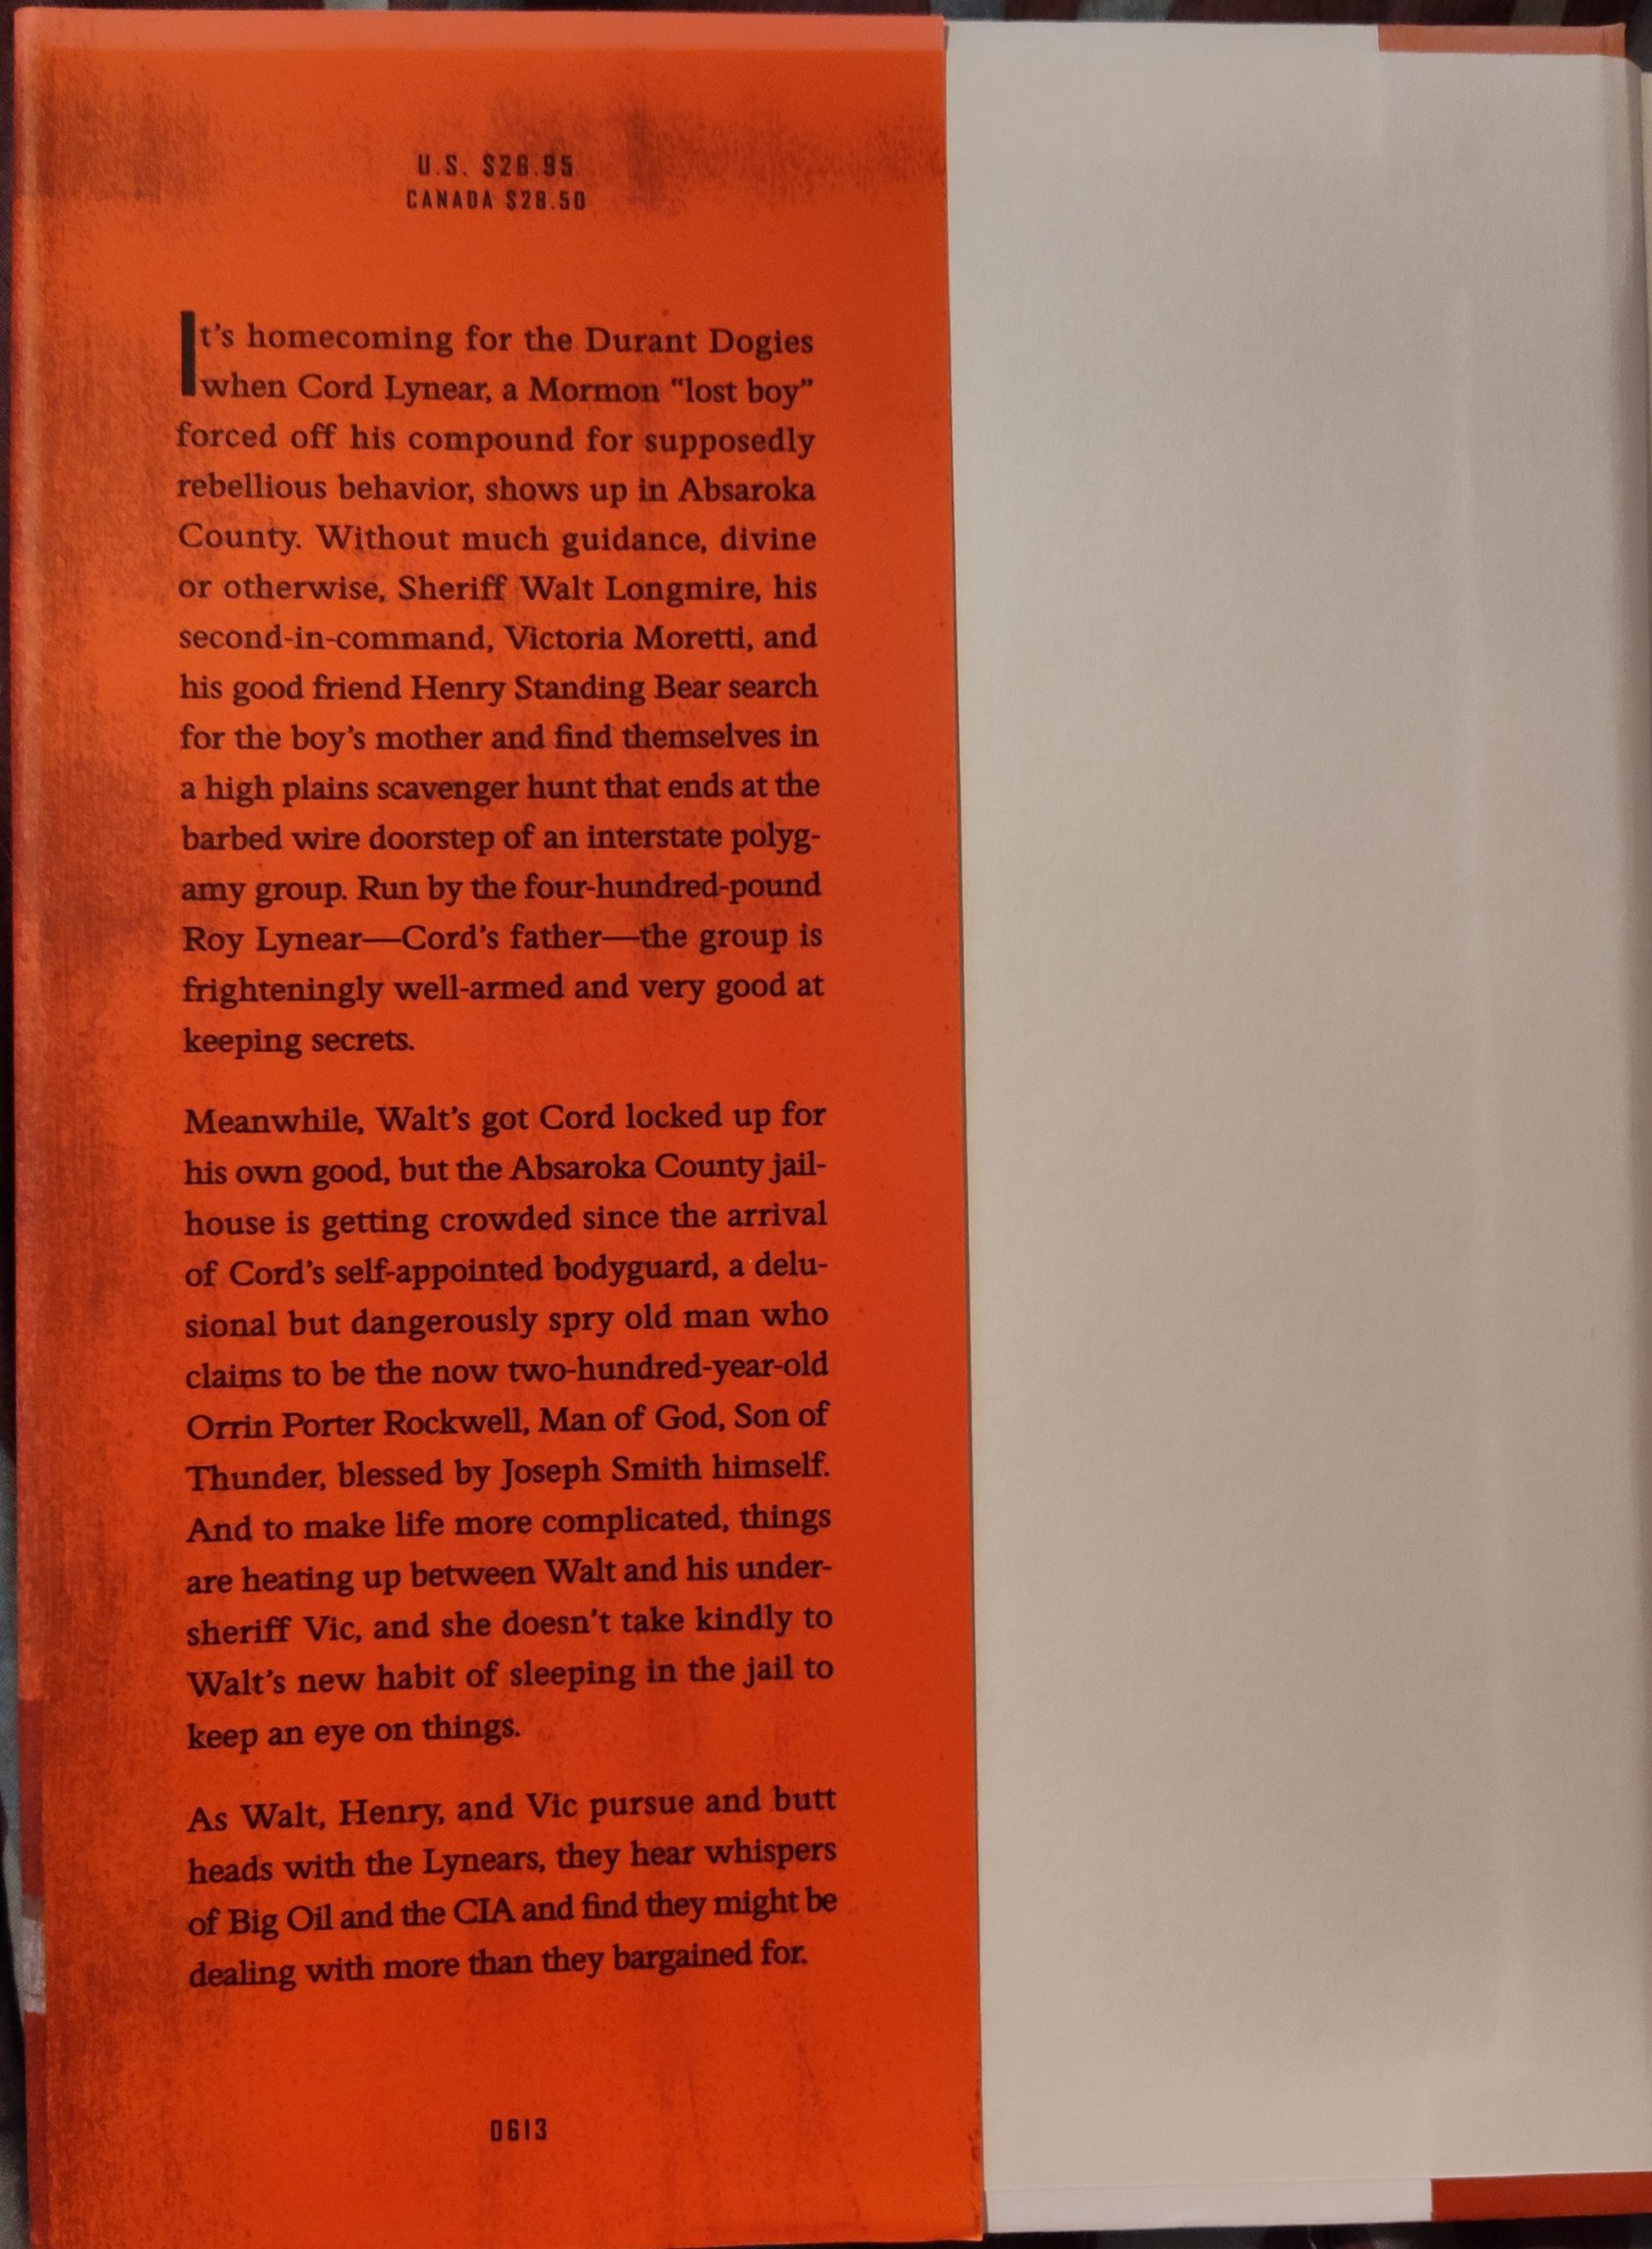 U.S. $26.95
CANADA $28.50
It's homecoming for the Durant Dogies
when Cord Lynear, a Mormon “lost boy”
forced off his compound for supposedly
rebellious behavior, shows up in Absaroka
County. Without much guidance, divine
or otherwise, Sheriff Walt Longmire, his
second-in-command, Victoria Moretti, and
his good friend Henry Standing Bear search
for the boy’s mother and find themselves in
a high plains scavenger hunt that ends at the
barbed wire doorstep of an interstate polyg-
amy group. Run by the four-hundred-pound
Roy Lynear—Cord’s father—the group is
frighteningly well-armed and very good at
keeping secrets.
Meanwhile, Walt’s got Cord locked up for
his own good, but the Absaroka County jail-
house is getting crowded since the arrival
of Cord’s self-appointed bodyguard, a delu-
sional but dangerously spry old man who
claims to be the now two-hundred-year-old
Orrin Porter Rockwell, Man of God, Son of
Thunder, blessed by Joseph Smith himself.
And to make life more complicated, things
are heating up between Walt and his under-
sheriff Vic, and she doesn’t take kindly to
Walt’s new habit of sleeping in the jail to
keep an eye on things.
As Walt, Henry, and Vic pursue and butt
heads with the Lynears, they hear whispers
of Big Oil and the CIA and find they might be
dealing with more than they bargained for.
0613